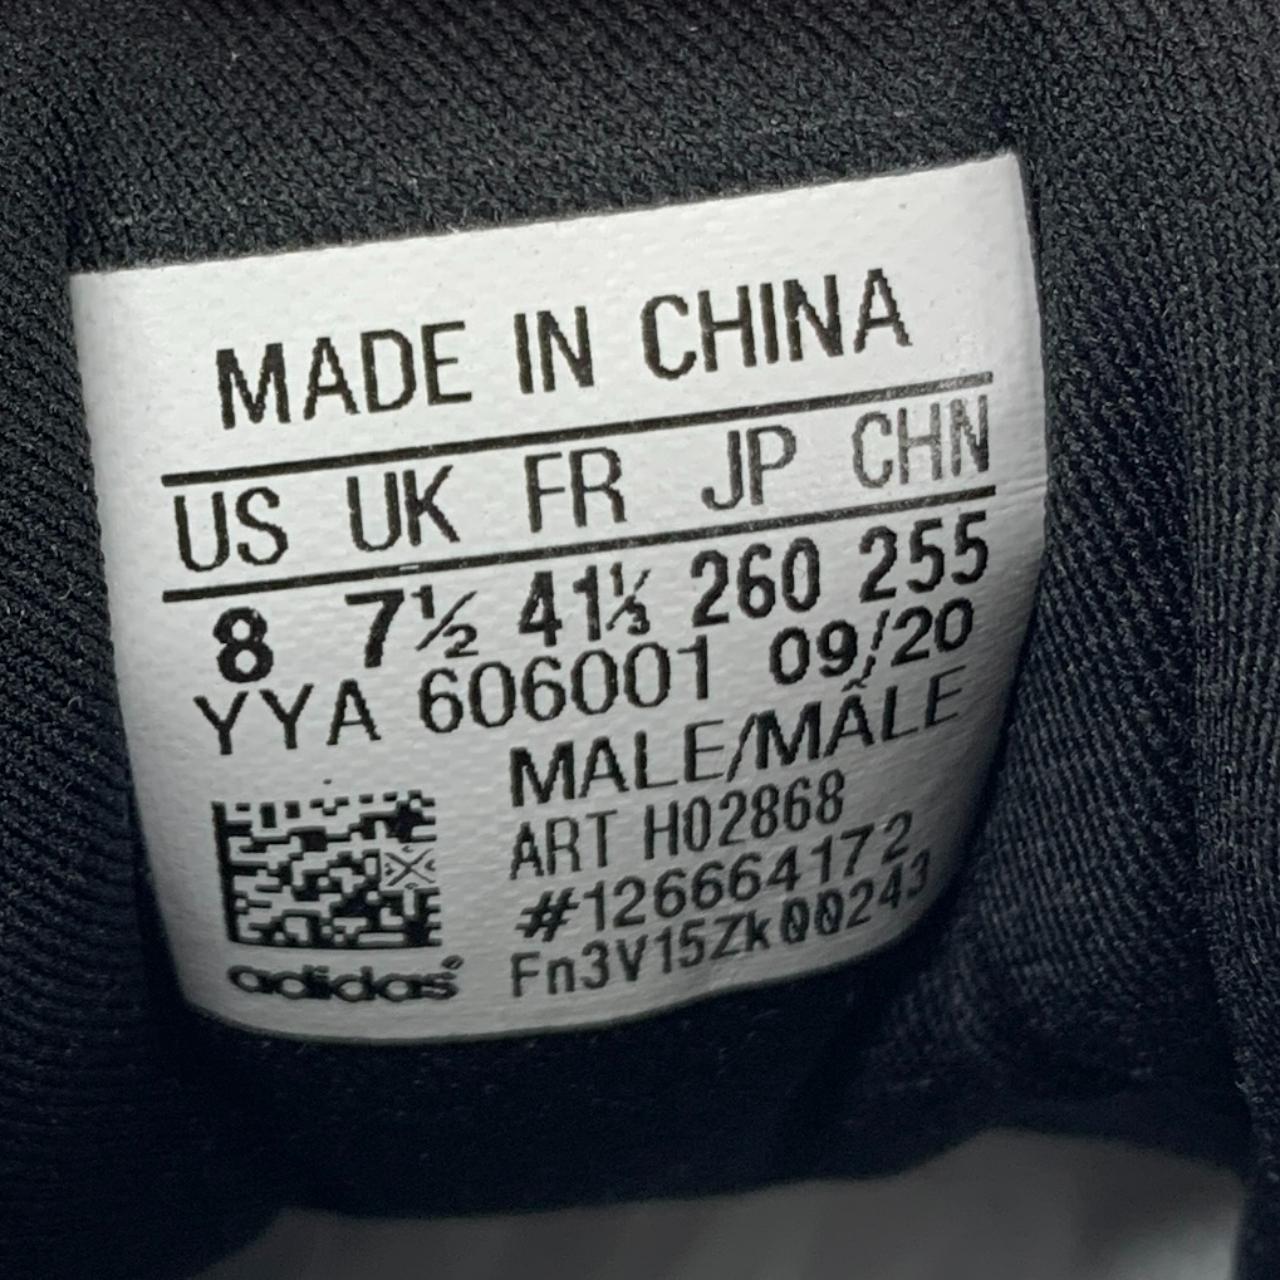 MADE IN CHINA
US UK FR JP CHN
8 7½ 41⅓ 260 255
YYA 606001 09/20
MALE/MÂLE
ART H02868
#126664172
Fn3V15Zk00243
adidas